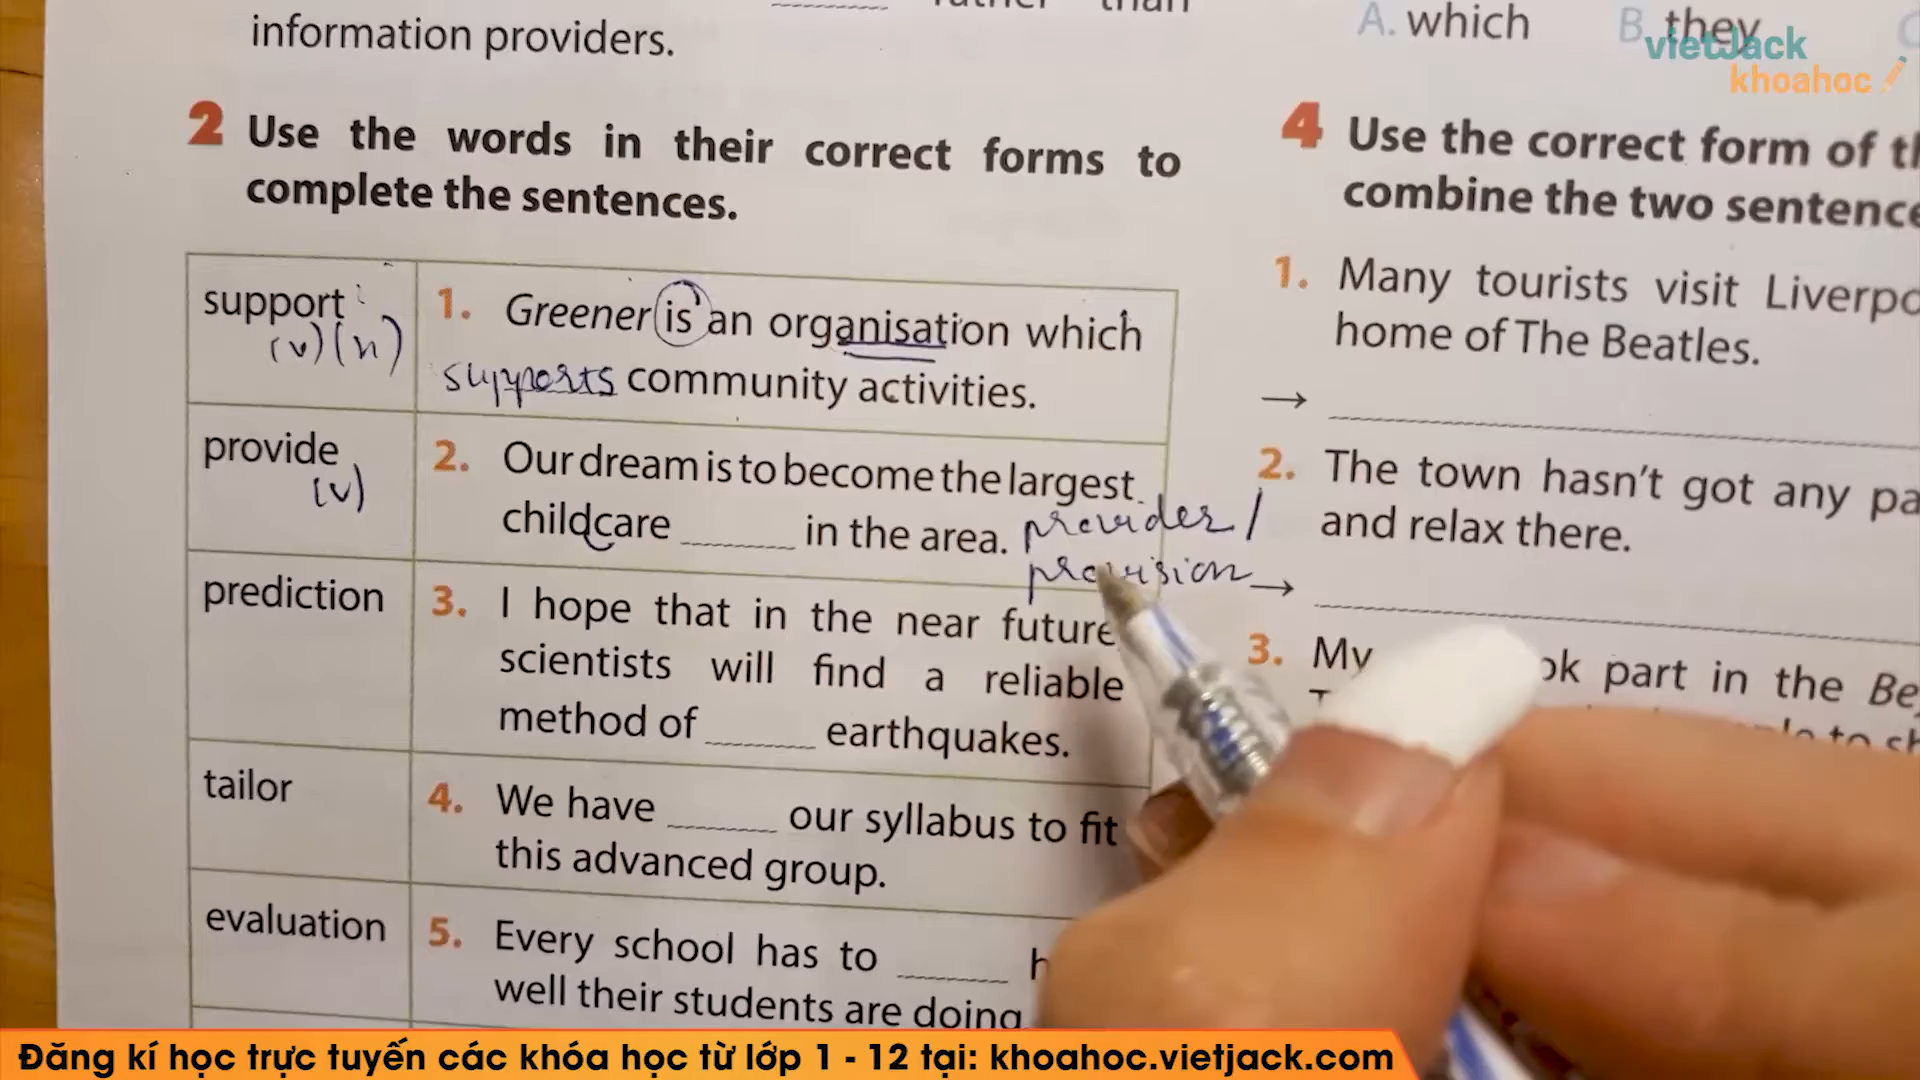 information providers.
2 Use the words in their correct forms to
complete the sentences.
support
(v) (n)
1. Greener is an organisation which
supports community activities.
provide
(v)
2. Our dream is to become the largest
childcare ______ in the area.
provider /
provision
prediction
3. I hope that in the near future
scientists will find a reliable
method of ______ earthquakes.
tailor
4. We have ______ our syllabus to fit
this advanced group.
evaluation
5. Every school has to ______
well their students are doing
A. which B. they
4 Use the correct form of
combine the two
1. Many tourists visit
home of The Beatles.
→
2. The town hasn't got any
and relax there.
→
3. My part in the
vietJack
khoahoc
Đăng kí học trực tuyến các khóa học từ lớp 1 - 12 tại: khoahoc.vietjack.com